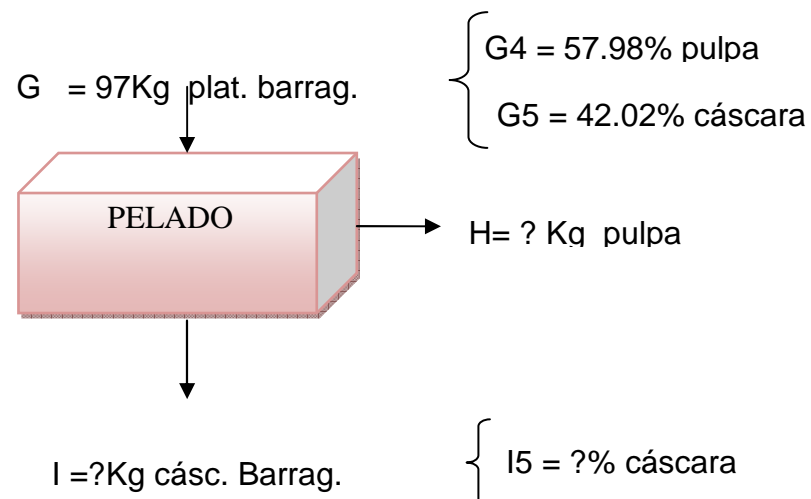 G4 = 57.98% pulpa
G = 97Kg plat. barrag.
G5 = 42.02% cáscara
PELADO
H= ? Kg pulpa
I =?Kg cásc. Barrag.
I5 = ?% cáscara